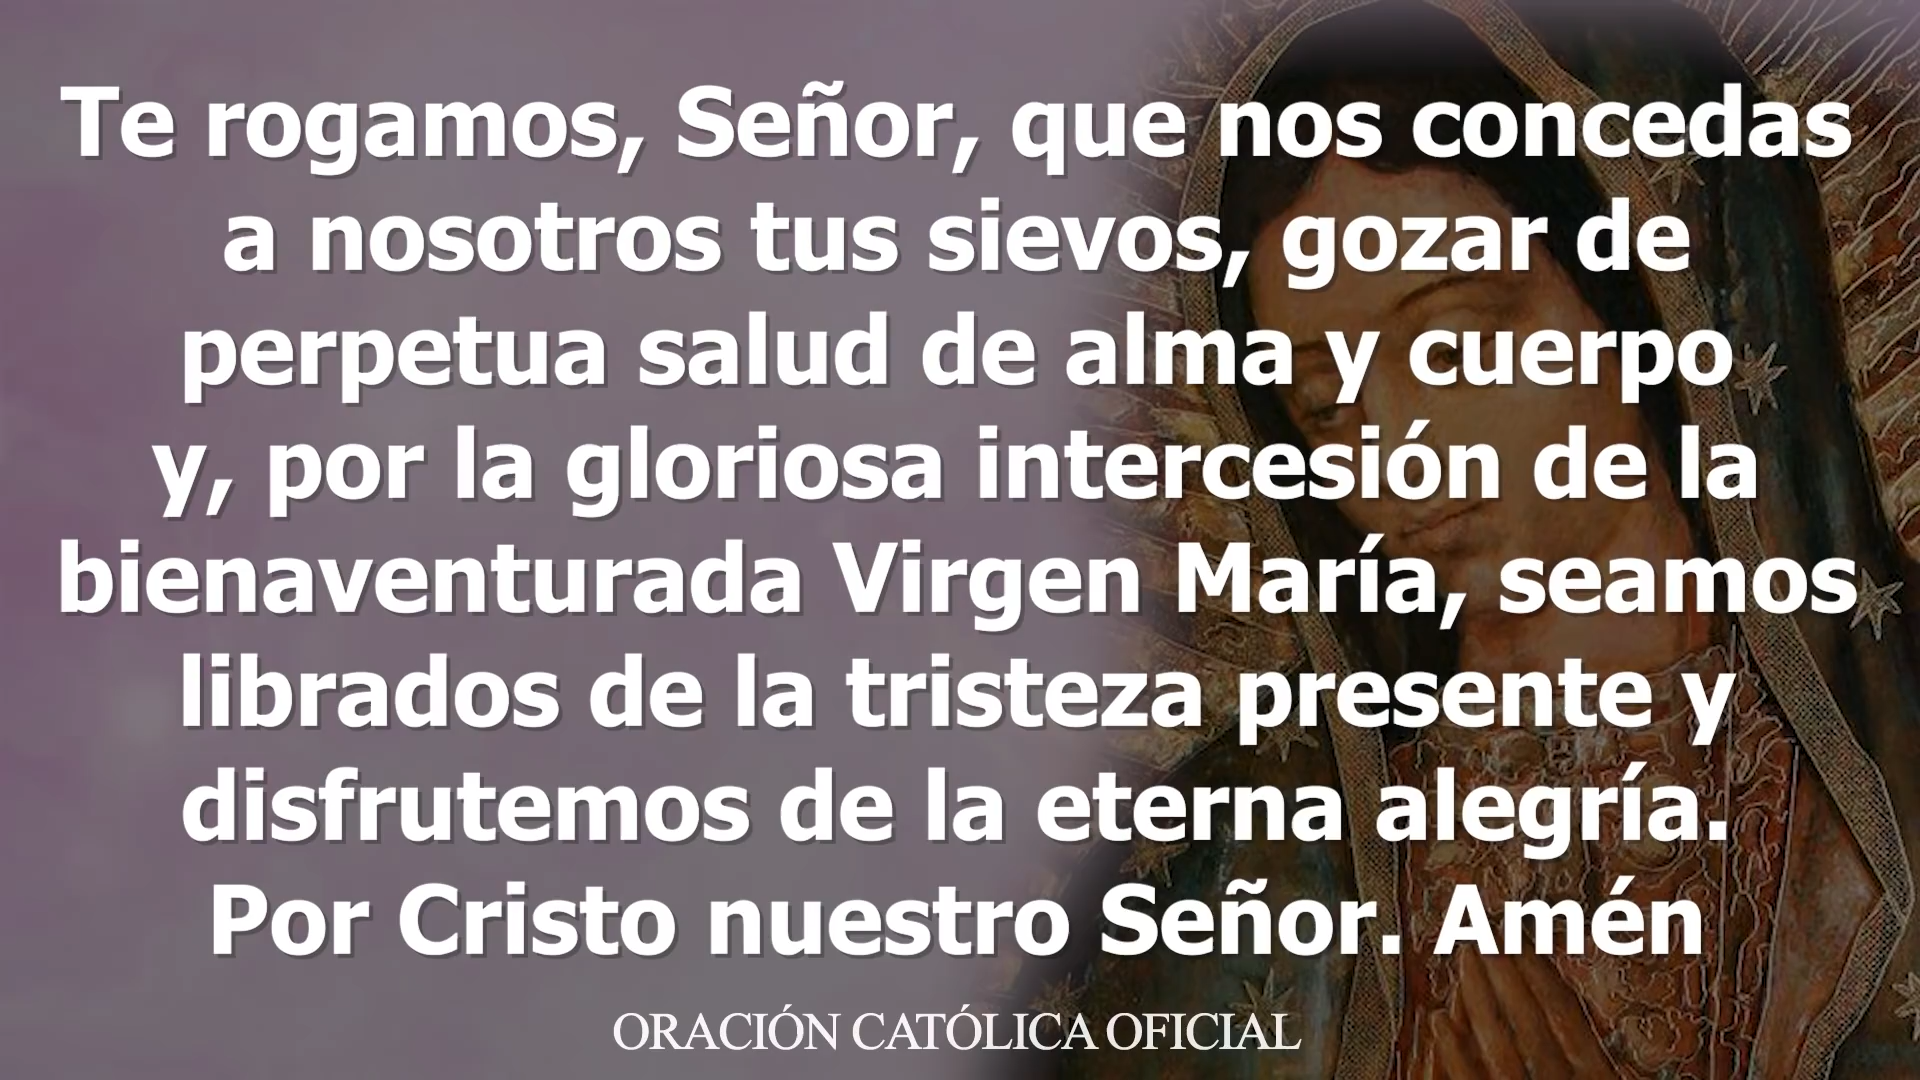 Te rogamos, Señor, que nos concedas
a nosotros tus sievos, gozar de
perpetua salud de alma y cuerpo
y, por la gloriosa intercesión de la
bienaventurada Virgen María, seamos
librados de la tristeza presente y
disfrutemos de la eterna alegría.
Por Cristo nuestro Señor. Amén
ORACIÓN CATÓLICA OFICIAL